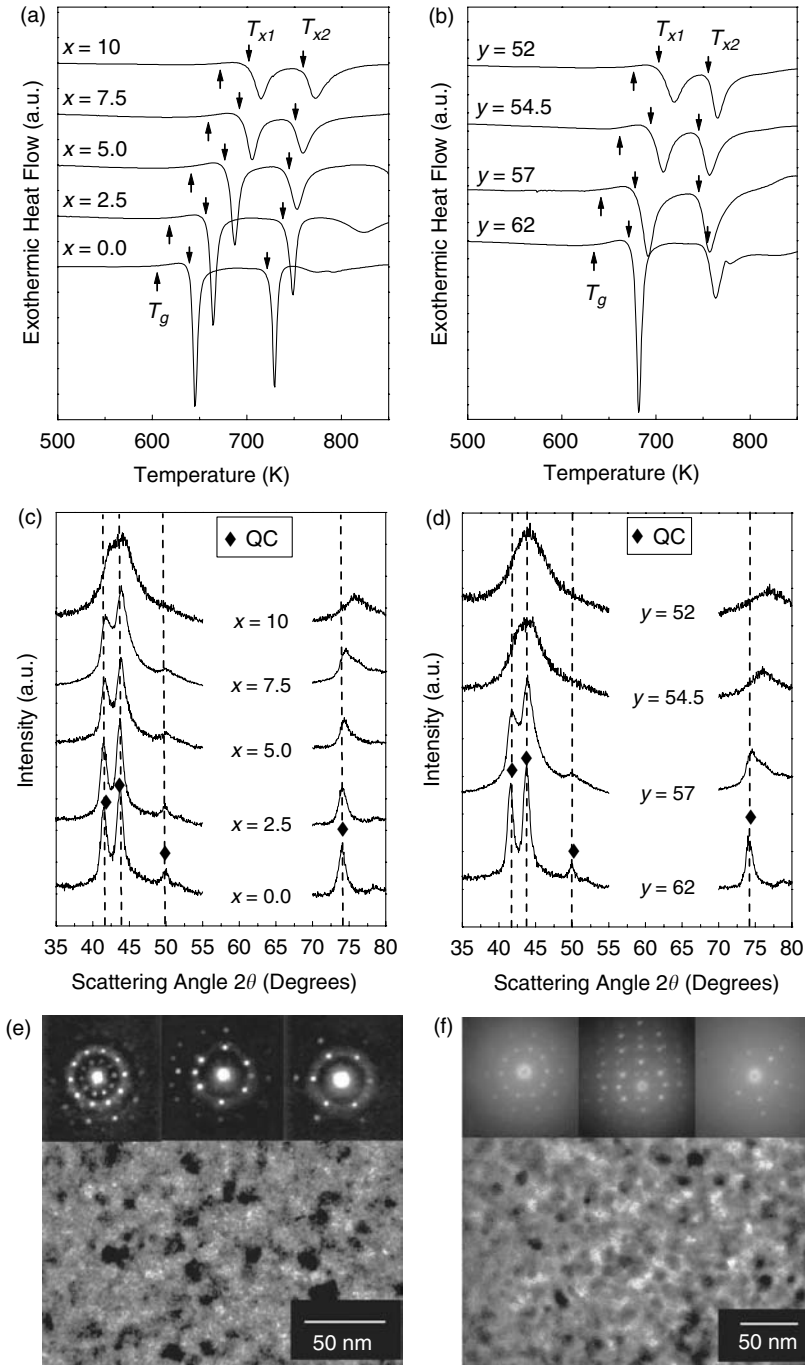 (a)
T_x1
T_x2
x = 10
x = 7.5
x = 5.0
x = 2.5
x = 0.0
T_g
Exothermic Heat Flow (a.u.)
500
600
700
800
Temperature (K)
(b)
T_x1
T_x2
y = 52
y = 54.5
y = 57
y = 62
T_g
Exothermic Heat Flow (a.u.)
500
600
700
800
Temperature (K)
(c)
◆ QC
x = 10
x = 7.5
x = 5.0
x = 2.5
x = 0.0
Intensity (a.u.)
35 40 45 50 55 70 75 80
Scattering Angle 2θ (Degrees)
(d)
◆ QC
y = 52
y = 54.5
y = 57
y = 62
Intensity (a.u.)
35 40 45 50 55 70 75 80
Scattering Angle 2θ (Degrees)
(e)
50 nm
(f)
50 nm